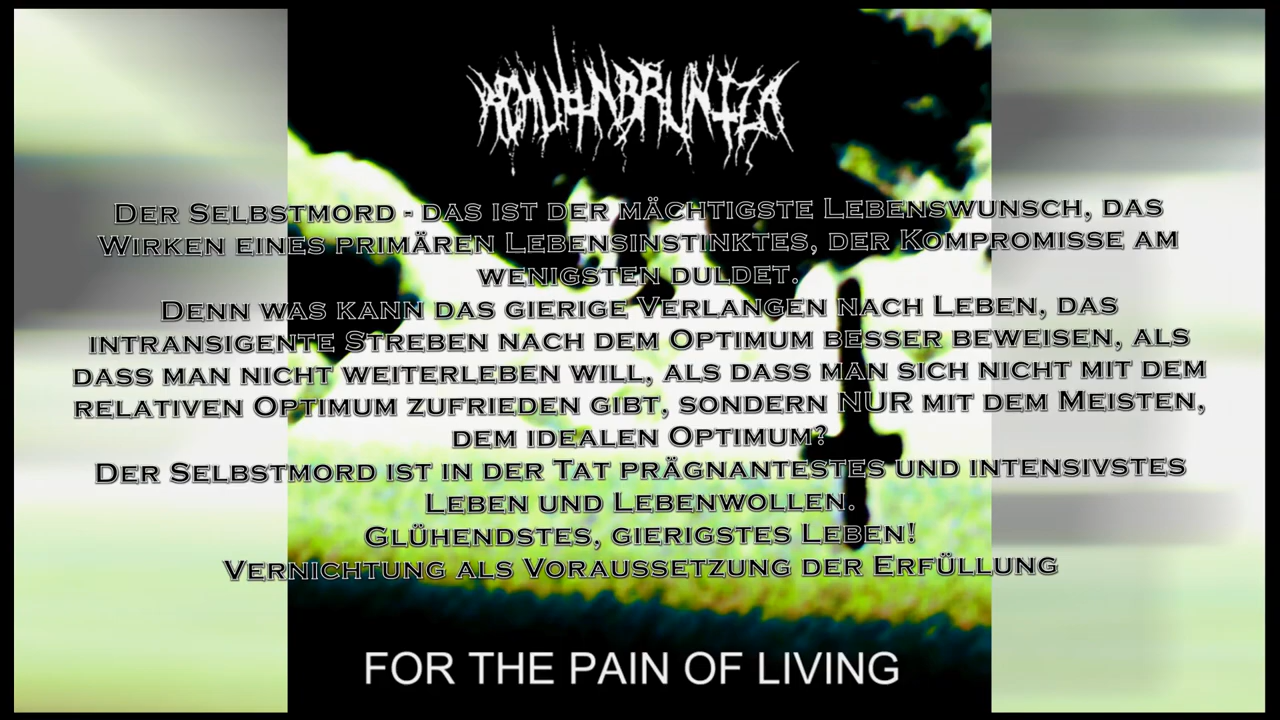 DER SELBSTMORD - DAS IST DER MÄCHTIGSTE LEBENSWUNSCH, DAS
WIRKEN EINES PRIMÄREN LEBENSINSTINKTES, DER KOMPROMISSE AM
WENIGSTEN DULDET.
DENN WAS KANN DAS GIERIGE VERLANGEN NACH LEBEN, DAS
INTRANSIGENTE STREBEN NACH DEM OPTIMUM BESSER BEWEISEN, ALS
DASS MAN NICHT WEITERLEBEN WILL, ALS DASS MAN SICH NICHT MIT DEM
RELATIVEN OPTIMUM ZUFRIEDEN GIBT, SONDERN NUR MIT DEM MEISTEN,
DEM IDEALEN OPTIMUM?
DER SELBSTMORD IST IN DER TAT PRÄGNANTESTES UND INTENSIVSTES
LEBEN UND LEBENWOLLEN.
GLÜHENDSTES, GIERIGSTES LEBEN!
VERNICHTUNG ALS VORAUSSETZUNG DER ERFÜLLUNG
FOR THE PAIN OF LIVING